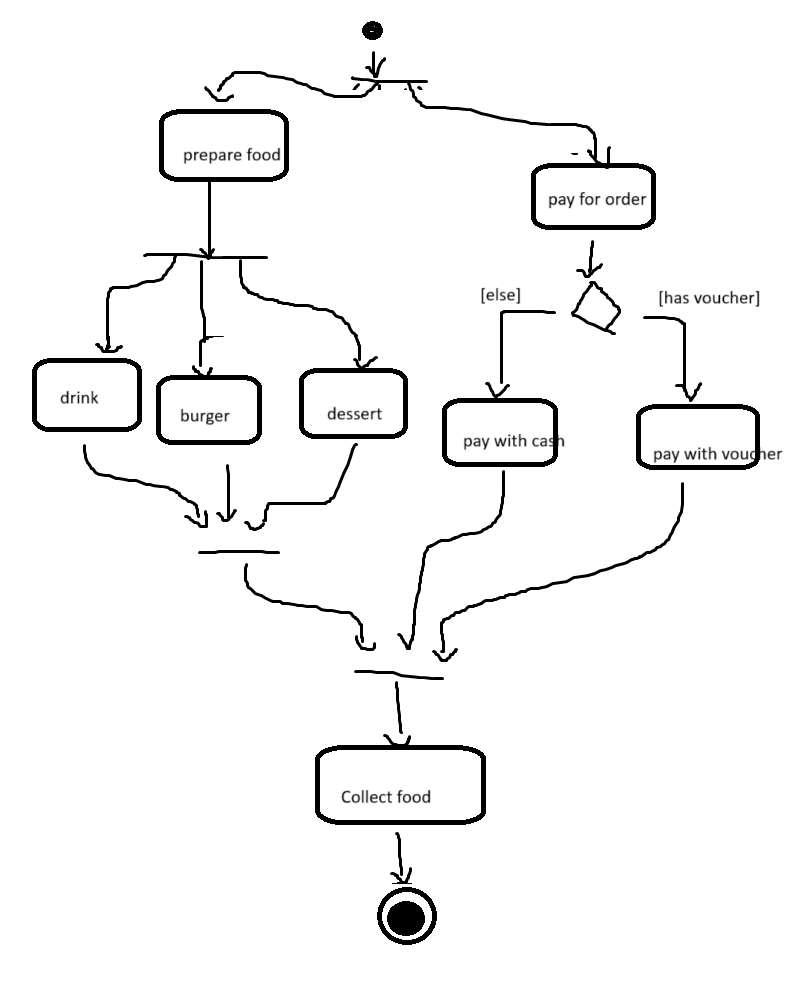 prepare food
pay for order
[else]
[has voucher]
drink
burger
dessert
pay with cash
pay with voucher
Collect food